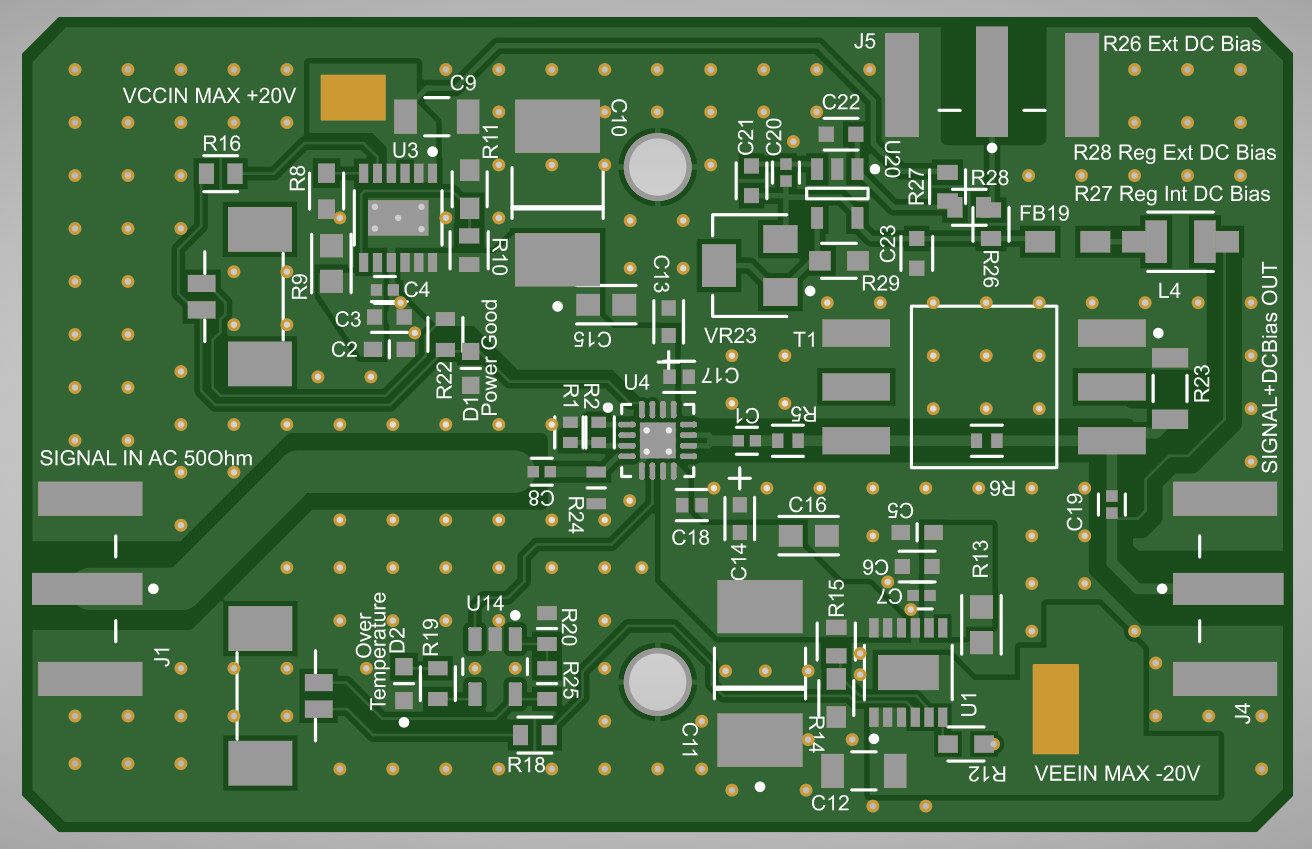 J5
R26 Ext DC Bias
C9
VCCIN MAX +20V
C10
C22
R16
U3
R11
C21
C20
U20
R28 Reg Ext DC Bias
R8
R27
R28
R27 Reg Int DC Bias
FB19
R9
R10
C4
C13
C23
R29
R26
L4
C3
C15
VR23
T1
SIGNAL+DCBias OUT
C2
R22
D1
Power Good
U4
C17
R23
R1
R2
C1
R5
SIGNAL IN AC 50Ohm
C8
R24
R6
C18
C14
C16
C5
C19
C6
R13
C7
J1
Over
Temperature
D2
R19
U14
R20
R25
R15
U1
J4
R18
C11
R14
R12
VEEIN MAX -20V
C12